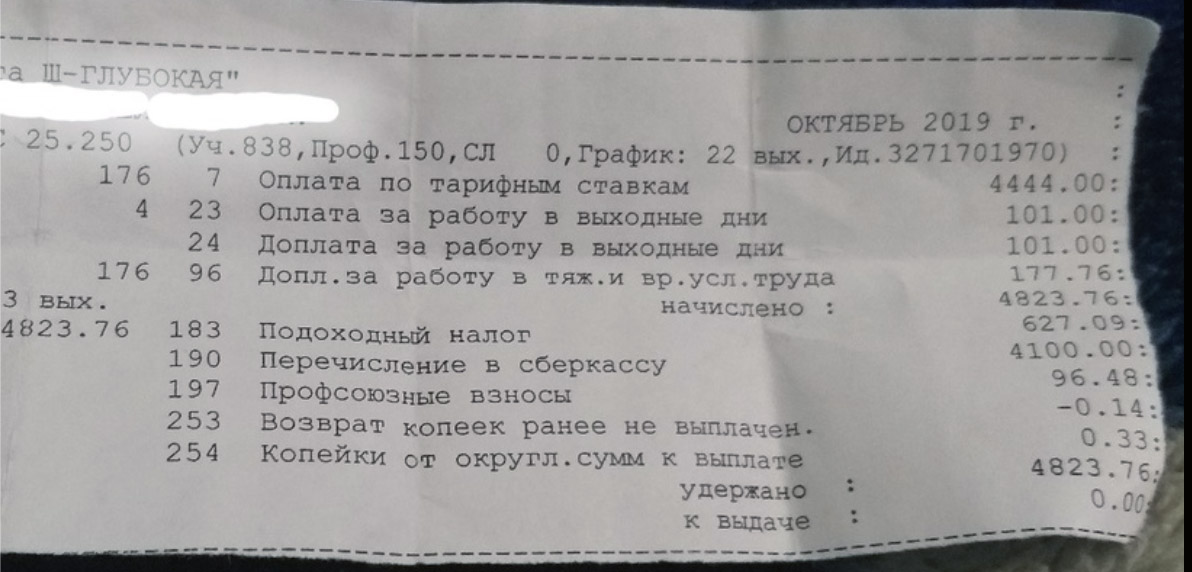 та Ш-ГЛУБОКАЯ"
ОКТЯБРЬ 2019 г. :
С 25.250 (Уч.838,Проф.150,СЛ 0,График: 22 вых.,Ид.3271701970) :
176 7 Оплата по тарифным ставкам 4444.00:
4 23 Оплата за работу в выходные дни 101.00:
24 Доплата за работу в выходные дни 101.00:
176 96 Допл.за работу в тяж.и вр.усл.труда 177.76:
3 вых. начислено : 4823.76:
4823.76 183 Подоходный налог 627.09:
190 Перечисление в сберкассу 4100.00:
197 Профсоюзные взносы 96.48:
253 Возврат копеек ранее не выплачен. -0.14:
254 Копейки от округл.сумм к выплате 0.33:
удержано : 4823.76:
к выдаче : 0.00: